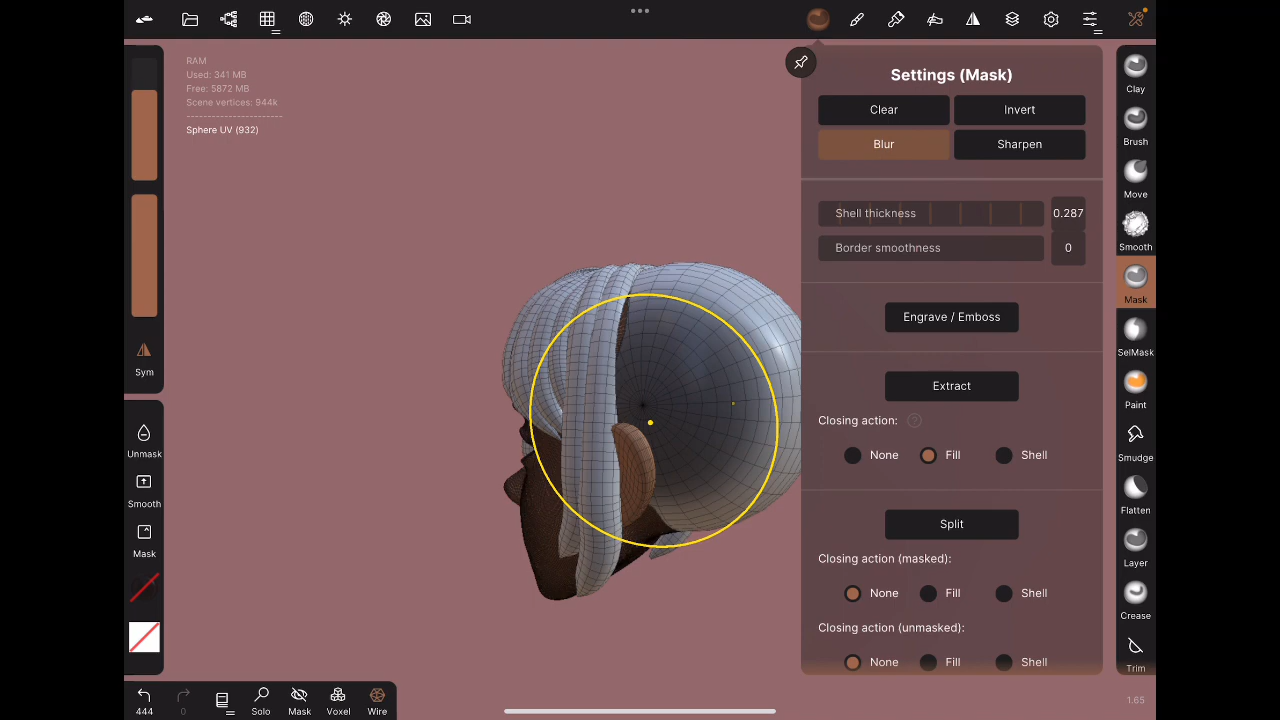 RAM
Used: 341 MB
Free: 5872 MB
Scene vertices: 944k
-----------------------
Sphere UV (932)
Sym
Unmask
Smooth
Mask
444
0
Solo
Mask
Voxel
Wire
Settings (Mask)
Clear
Invert
Blur
Sharpen
Shell thickness
0.287
Border smoothness
0
Engrave / Emboss
Extract
Closing action:
?
None
Fill
Shell
Split
Closing action (masked):
None
Fill
Shell
Closing action (unmasked):
None
Fill
Shell
Clay
Brush
Move
Smooth
Mask
SelMask
Paint
Smudge
Flatten
Layer
Crease
Trim
1.65